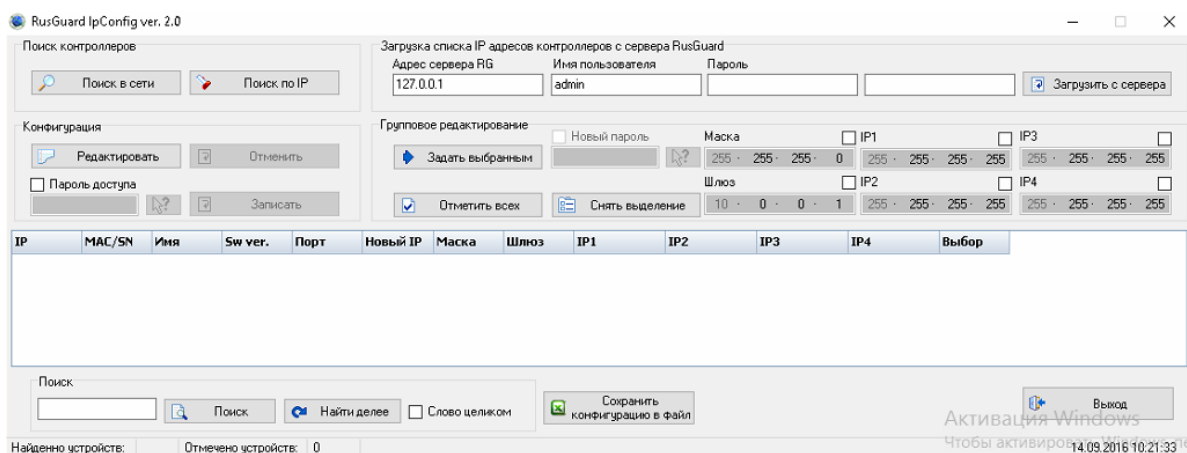 RusGuard IpConfig ver. 2.0
Поиск контроллеров
Поиск в сети
Поиск по IP
Загрузка списка IP адресов контроллеров с сервера RusGuard
Адрес сервера RG
Имя пользователя
Пароль
127.0.0.1
admin
Загрузить с сервера
Конфигурация
Редактировать
Отменить
Пароль доступа
Записать
Групповое редактирование
Новый пароль
Маска
IP1
IP3
Задать выбранным
255 · 255 · 255 · 0
255 · 255 · 255 · 255
255 · 255 · 255 · 255
Шлюз
IP2
IP4
Отметить всех
Снять выделение
10 · 0 · 0 · 1
255 · 255 · 255 · 255
255 · 255 · 255 · 255
IP MAC/SN Имя Sw ver. Порт Новый IP Маска Шлюз IP1 IP2 IP3 IP4 Выбор
Поиск
Поиск
Найти делее
Слово целиком
Сохранить
конфигурацию в файл
Выход
Активация Windows
Чтобы активировать Windows, пе
Найденно устройств:
Отмечено устройств: 0
14.09.2016 10:21:33